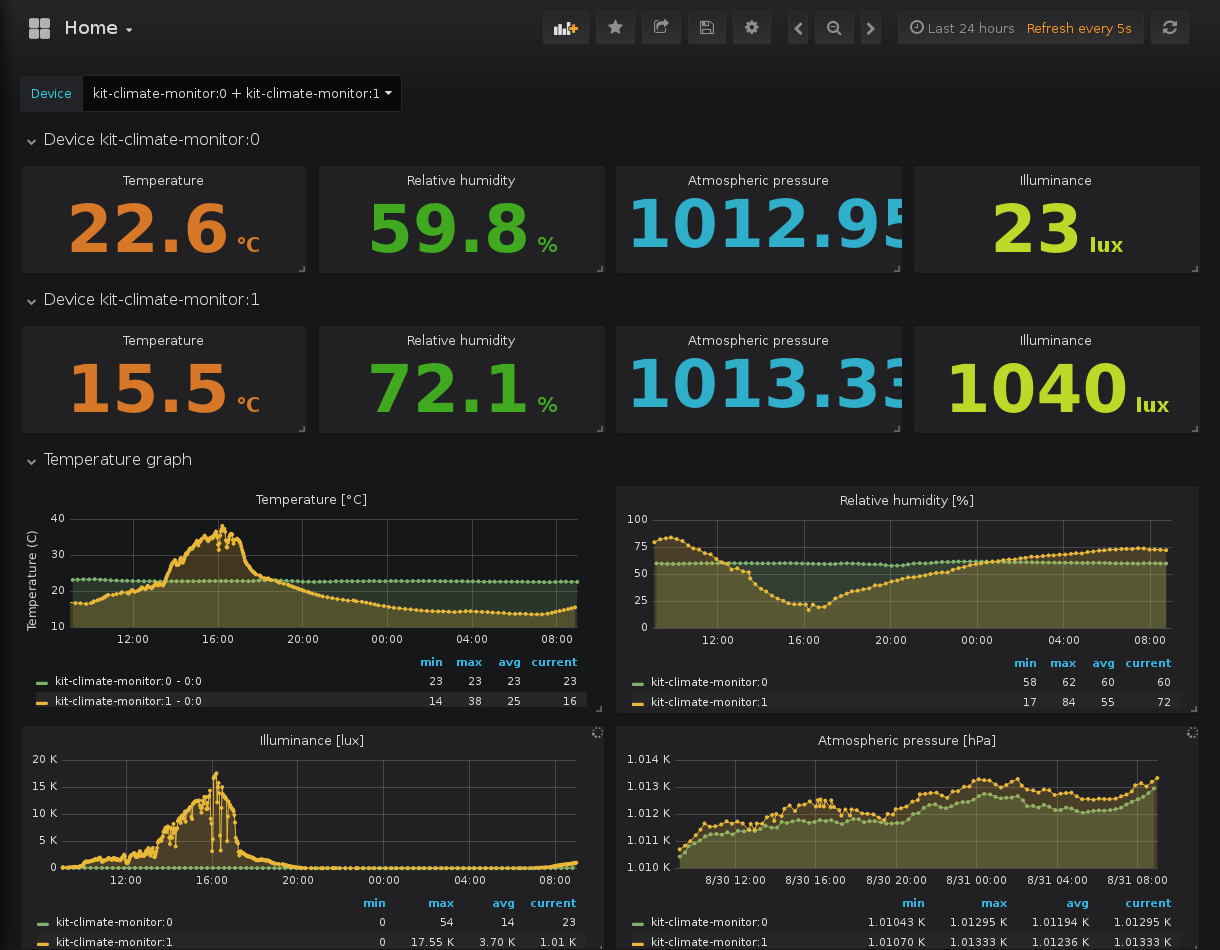 Home
Last 24 hours Refresh every 5s
Device kit-climate-monitor:0 + kit-climate-monitor:1
Device kit-climate-monitor:0
Temperature Relative humidity Atmospheric pressure Illuminance
22.6 °C 59.8 % 1012.95 23 lux
Device kit-climate-monitor:1
Temperature Relative humidity Atmospheric pressure Illuminance
15.5 °C 72.1 % 1013.33 1040 lux
Temperature graph
Temperature [°C]
Temperature (C)
40
30
20
10
12:00 16:00 20:00 00:00 04:00 08:00
min max avg current
kit-climate-monitor:0 - 0:0 23 23 23 23
kit-climate-monitor:1 - 0:0 14 38 25 16
Relative humidity [%]
100
75
50
25
0
12:00 16:00 20:00 00:00 04:00 08:00
min max avg current
kit-climate-monitor:0 58 62 60 60
kit-climate-monitor:1 17 84 55 72
Illuminance [lux]
20 K
15 K
10 K
5 K
0
12:00 16:00 20:00 00:00 04:00 08:00
min max avg current
kit-climate-monitor:0 0 54 14 23
kit-climate-monitor:1 0 17.55 K 3.70 K 1.01 K
Atmospheric pressure [hPa]
1.014 K
1.013 K
1.012 K
1.011 K
1.010 K
8/30 12:00 8/30 16:00 8/30 20:00 8/31 00:00 8/31 04:00 8/31 08:00
min max avg current
kit-climate-monitor:0 1.01043 K 1.01295 K 1.01194 K 1.01295 K
kit-climate-monitor:1 1.01070 K 1.01333 K 1.01236 K 1.01333 K